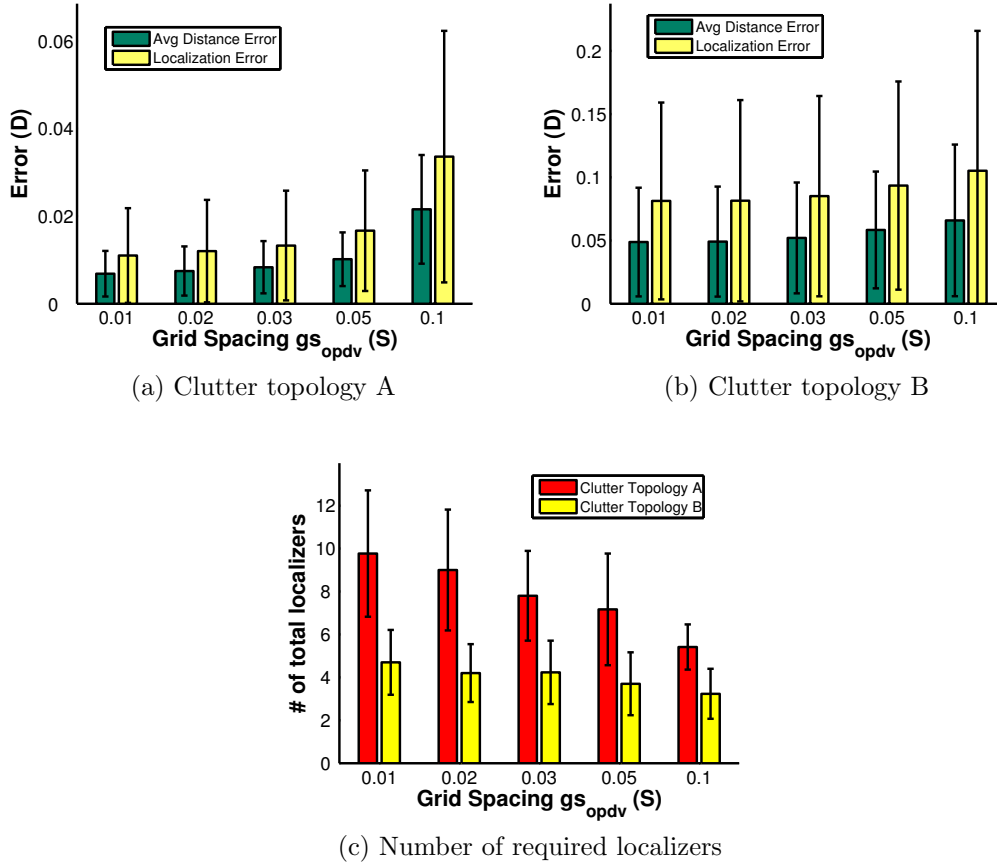 Error (D)
0.06
0.04
0.02
0
Avg Distance Error
Localization Error
0.01 0.02 0.03 0.05 0.1
Grid Spacing gs_opdv (S)
(a) Clutter topology A
Error (D)
0.2
0.15
0.1
0.05
0
Avg Distance Error
Localization Error
0.01 0.02 0.03 0.05 0.1
Grid Spacing gs_opdv (S)
(b) Clutter topology B
# of total localizers
12
10
8
6
4
2
0
Clutter Topology A
Clutter Topology B
0.01 0.02 0.03 0.05 0.1
Grid Spacing gs_opdv (S)
(c) Number of required localizers